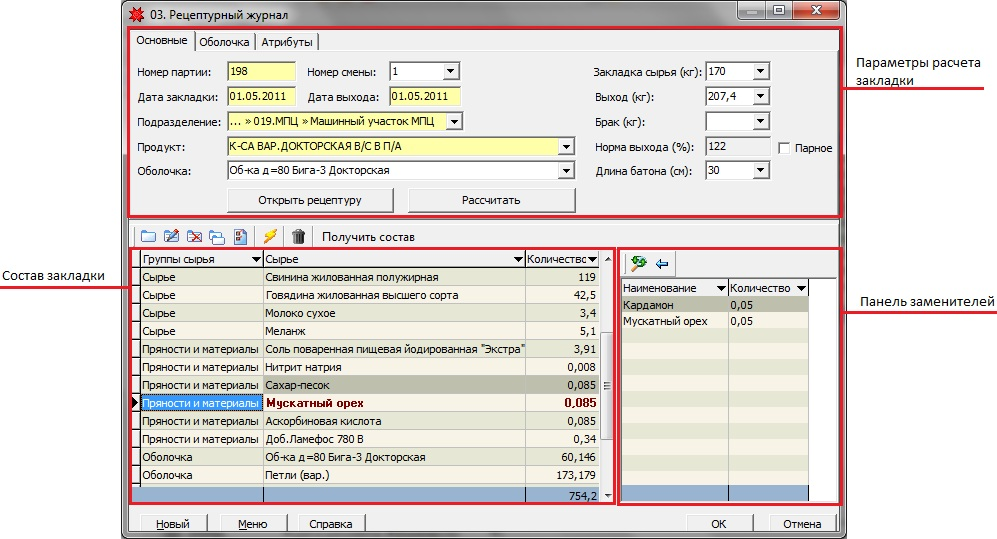 03. Рецептурный журнал
Основные Оболочка Атрибуты
Номер партии: 198 Номер смены: 1 Закладка сырья (кг): 170
Дата закладки: 01.05.2011 Дата выхода: 01.05.2011 Выход (кг): 207,4
Подразделение: ... » 019.МПЦ » Машинный участок МПЦ Брак (кг):
Продукт: К-СА ВАР.ДОКТОРСКАЯ В/С В П/А Норма выхода (%): 122 Парное
Оболочка: Об-ка д=80 Бига-3 Докторская Длина батона (см): 30
Открыть рецептуру Рассчитать
Параметры расчета
закладки
Получить состав
Состав закладки
Группы сырья Сырье Количество
Сырье Свинина жилованная полужирная 119
Сырье Говядина жилованная высшего сорта 42,5
Сырье Молоко сухое 3,4
Сырье Меланж 5,1
Пряности и материалы Соль поваренная пищевая йодированная "Экстра" 3,91
Пряности и материалы Нитрит натрия 0,008
Пряности и материалы Сахар-песок 0,085
Пряности и материалы Мускатный орех 0,085
Пряности и материалы Аскорбиновая кислота 0,085
Пряности и материалы Доб.Ламефос 780 В 0,34
Оболочка Об-ка д=80 Бига-3 Докторская 60,146
Оболочка Петли (вар.) 173,179
754,2
Наименование Количество
Кардамон 0,05
Мускатный орех 0,05
Панель заменителей
Новый Меню Справка ОК Отмена